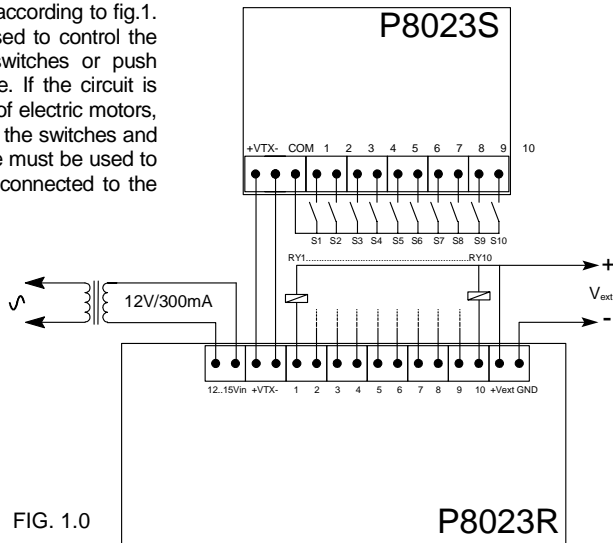 according to fig.1.
sed to control the
switches or push
e. If the circuit is
of electric motors,
the switches and
e must be used to
connected to the
P8023S
+VTX- COM 1 2 3 4 5 6 7 8 9 10
S1 S2 S3 S4 S5 S6 S7 S8 S9 S10
RY1 RY10
+
12V/300mA
Vext
-
12..15Vin +VTX- 1 2 3 4 5 6 7 8 9 10 +Vext GND
FIG. 1.0
P8023R